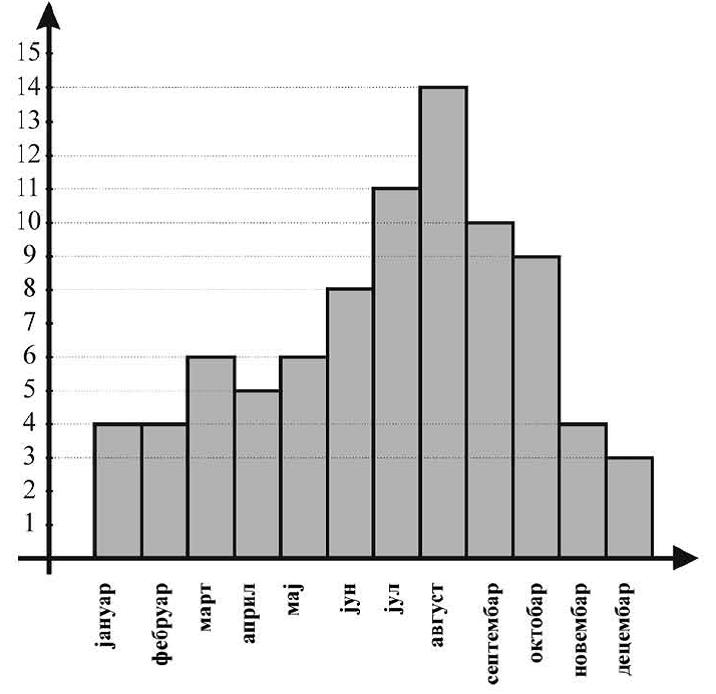 15
14
13
12
11
10
9
8
7
6
5
4
3
2
1
јануар
фебруар
март
април
мај
јун
јул
август
септембар
октобар
новембар
децембар